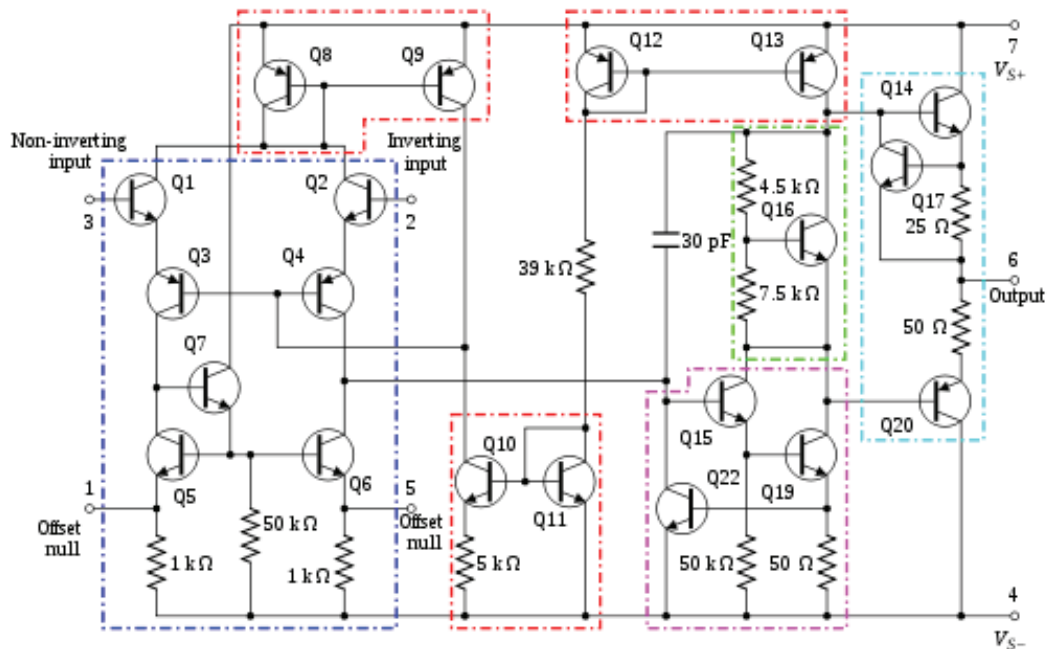 Q8
Q9
Q12
Q13
7
V_S+
Q14
Non-inverting
input
Inverting
input
Q1
Q2
3
2
4.5 kΩ
Q16
Q17
25 Ω
30 pF
Q3
Q4
39 kΩ
7.5 kΩ
6
Output
50 Ω
Q7
Q15
Q20
Q10
Q22
Q19
Q5
Q6
1
5
Offset
null
Offset
null
50 kΩ
Q11
1 kΩ
1 kΩ
5 kΩ
50 kΩ
50 Ω
4
V_S−